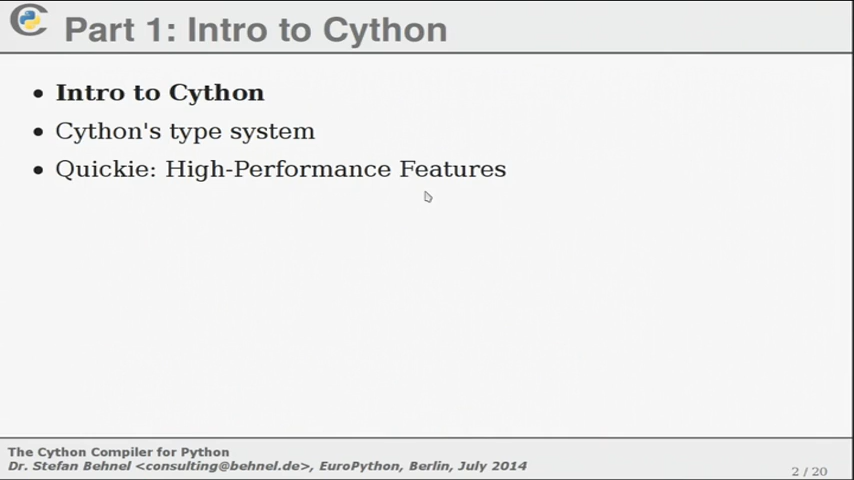 Part 1: Intro to Cython
• Intro to Cython
• Cython's type system
• Quickie: High-Performance Features
The Cython Compiler for Python
Dr. Stefan Behnel <consulting@behnel.de>, EuroPython, Berlin, July 2014
2 / 20